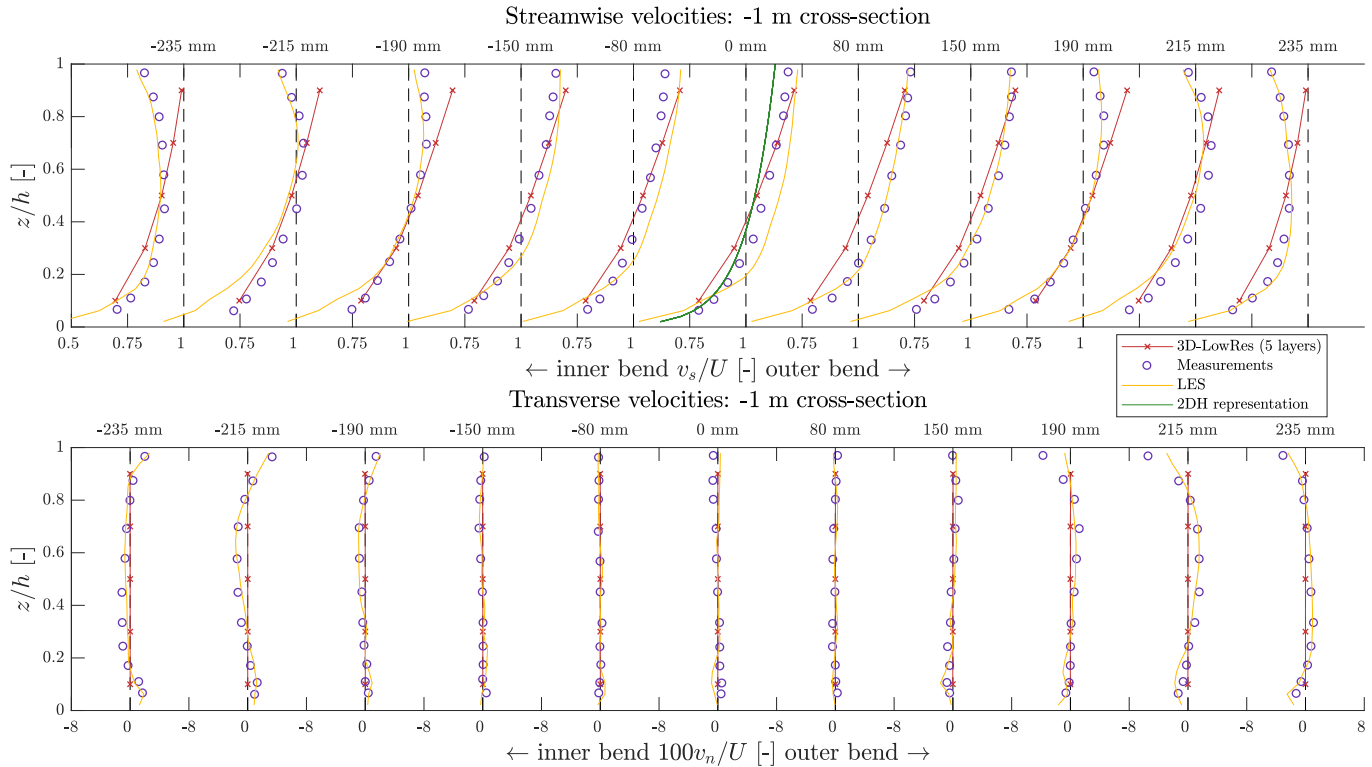 Streamwise velocities: -1 m cross-section
-235 mm -215 mm -190 mm -150 mm -80 mm 0 mm 80 mm 150 mm 190 mm 215 mm 235 mm
1
0.8
0.6
0.4
0.2
0
z/h [-]
0.5 0.75 1 0.75 1 0.75 1 0.75 1 0.75 1 0.75 1 0.75 1 0.75 1 0.75 1 0.75 1 0.75 1
← inner bend v_s/U [-] outer bend →
3D-LowRes (5 layers)
Measurements
LES
2DH representation
Transverse velocities: -1 m cross-section
-235 mm -215 mm -190 mm -150 mm -80 mm 0 mm 80 mm 150 mm 190 mm 215 mm 235 mm
1
0.8
0.6
0.4
0.2
0
z/h [-]
-8 0 -8 0 -8 0 -8 0 -8 0 -8 0 -8 0 -8 0 -8 0 -8 0 -8 0 8
← inner bend 100v_n/U [-] outer bend →